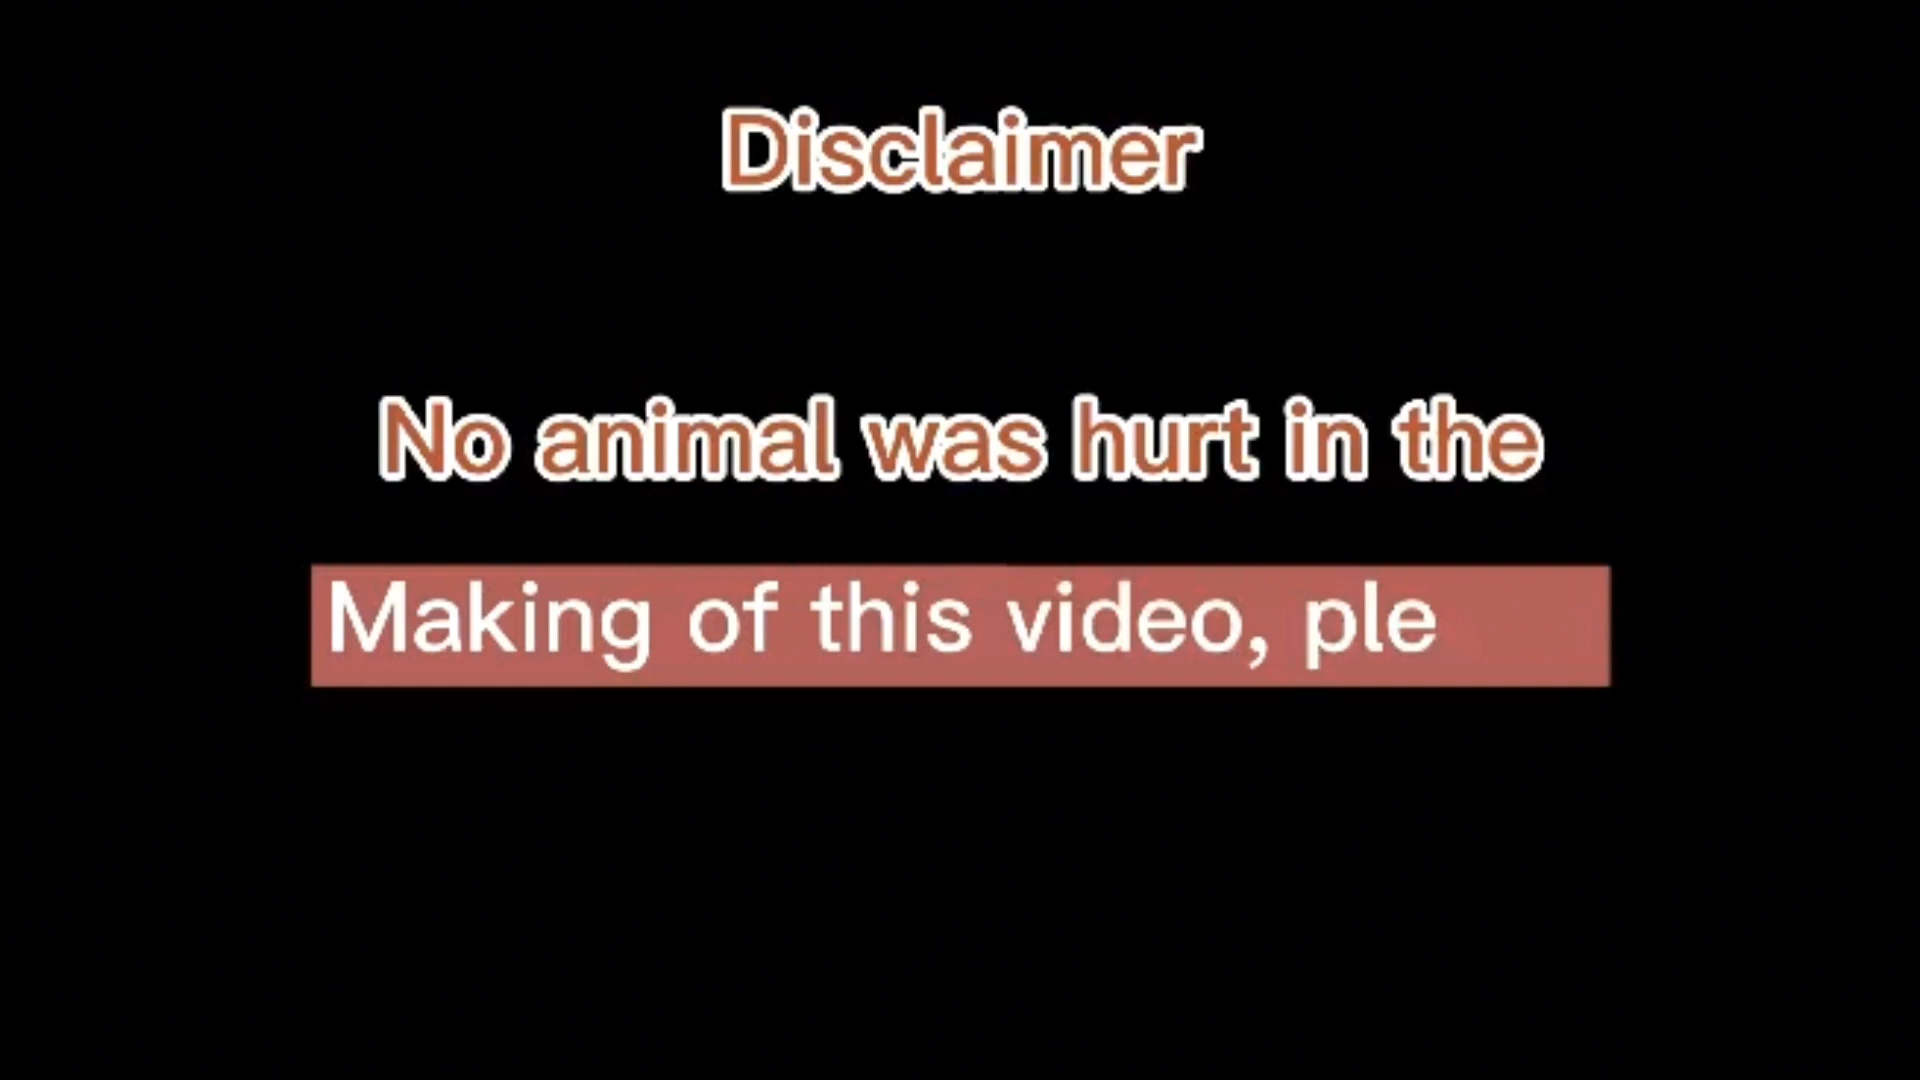 Disclaimer
No animal was hurt in the
Making of this video, ple